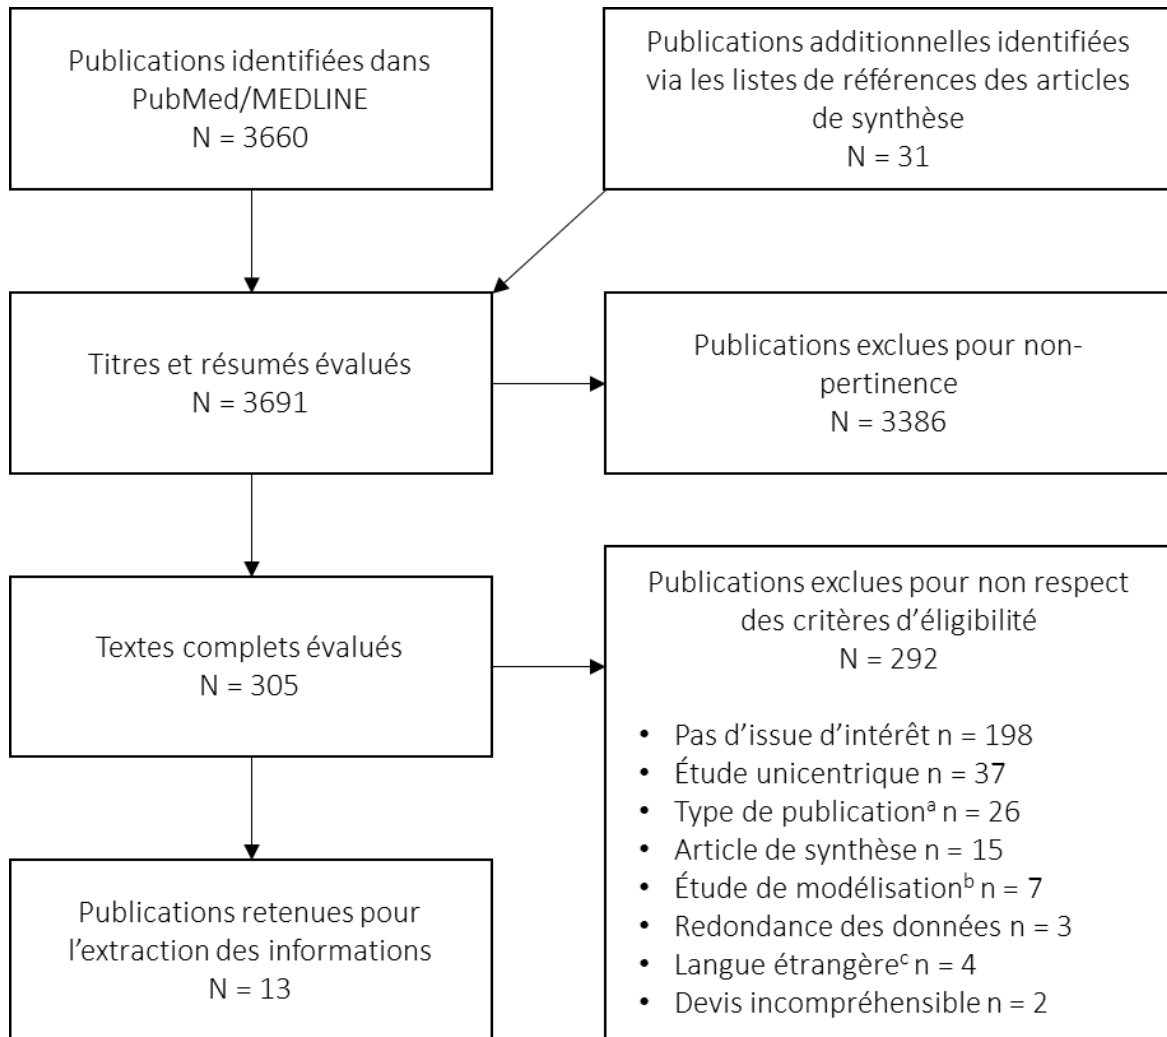 Publications identifiées dans
PubMed/MEDLINE
N = 3660
Publications additionnelles identifiées
via les listes de références des articles
de synthèse
N = 31
Titres et résumés évalués
N = 3691
Publications exclues pour non-
pertinence
N = 3386
Textes complets évalués
N = 305
Publications exclues pour non respect
des critères d’éligibilité
N = 292
• Pas d’issue d’intérêt n = 198
• Étude unicentrique n = 37
• Type de publicationᵃ n = 26
• Article de synthèse n = 15
• Étude de modélisationᵇ n = 7
• Redondance des données n = 3
• Langue étrangèreᶜ n = 4
• Devis incompréhensible n = 2
Publications retenues pour
l’extraction des informations
N = 13